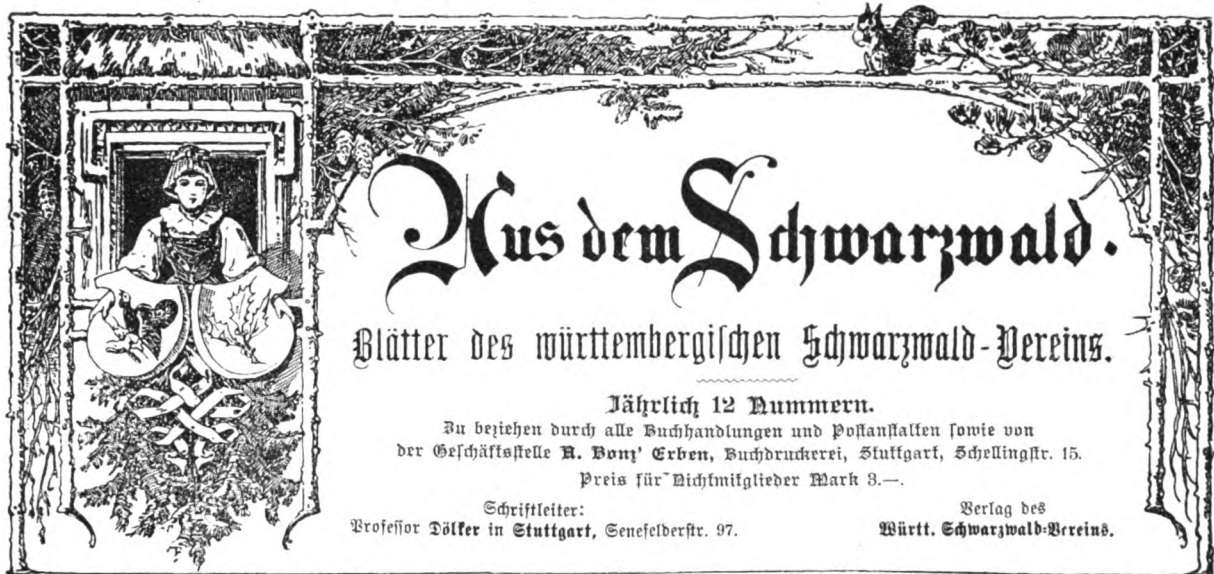 Aus dem Schwarzwald.
Blätter des württembergischen Schwarzwald-Vereins.
Jährlich 12 Nummern.
Zu beziehen durch alle Buchhandlungen und Postanstalten sowie von
der Geschäftsstelle A. Bonz' Erben, Buchdruckerei, Stuttgart, Schellingstr. 15.
Preis für Nichtmitglieder Mark 3.—.
Schriftleiter:
Professor Dölker in Stuttgart, Senefelderstr. 97.
Verlag des
Württ. Schwarzwald-Vereins.